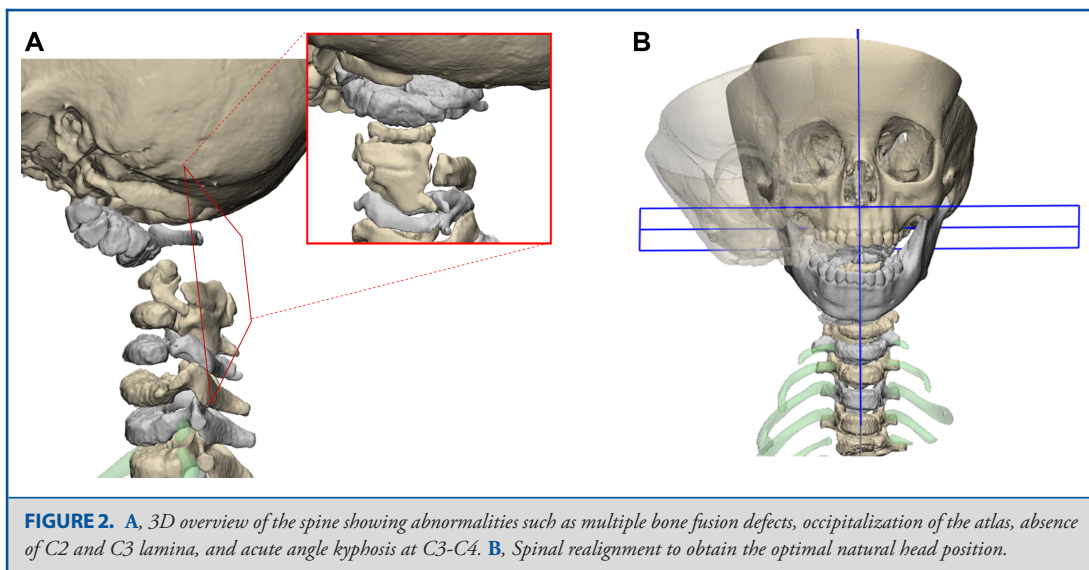 A
B
FIGURE 2. A, 3D overview of the spine showing abnormalities such as multiple bone fusion defects, occipitalization of the atlas, absence
of C2 and C3 lamina, and acute angle kyphosis at C3-C4. B, Spinal realignment to obtain the optimal natural head position.